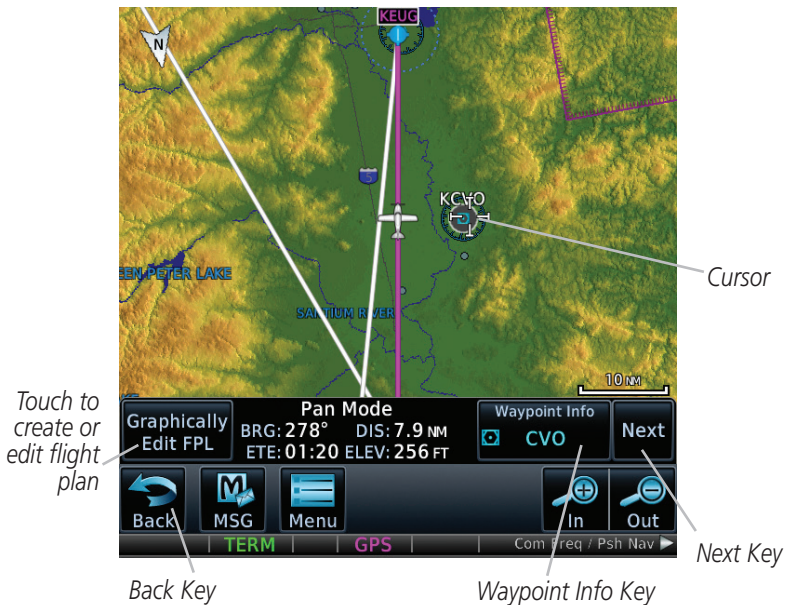 KEUG
N
5
KCVO
EEN PETER LAKE
SANTIUM RIVER
Cursor
10 NM
Touch to
create or
edit flight
plan
Graphically
Edit FPL
Pan Mode
BRG: 278° DIS: 7.9 NM
ETE: 01:20 ELEV: 256 FT
Waypoint Info
CVO
Next
Back
MSG
Menu
In
Out
TERM
GPS
Com Freq / Psh Nav
Next Key
Back Key
Waypoint Info Key